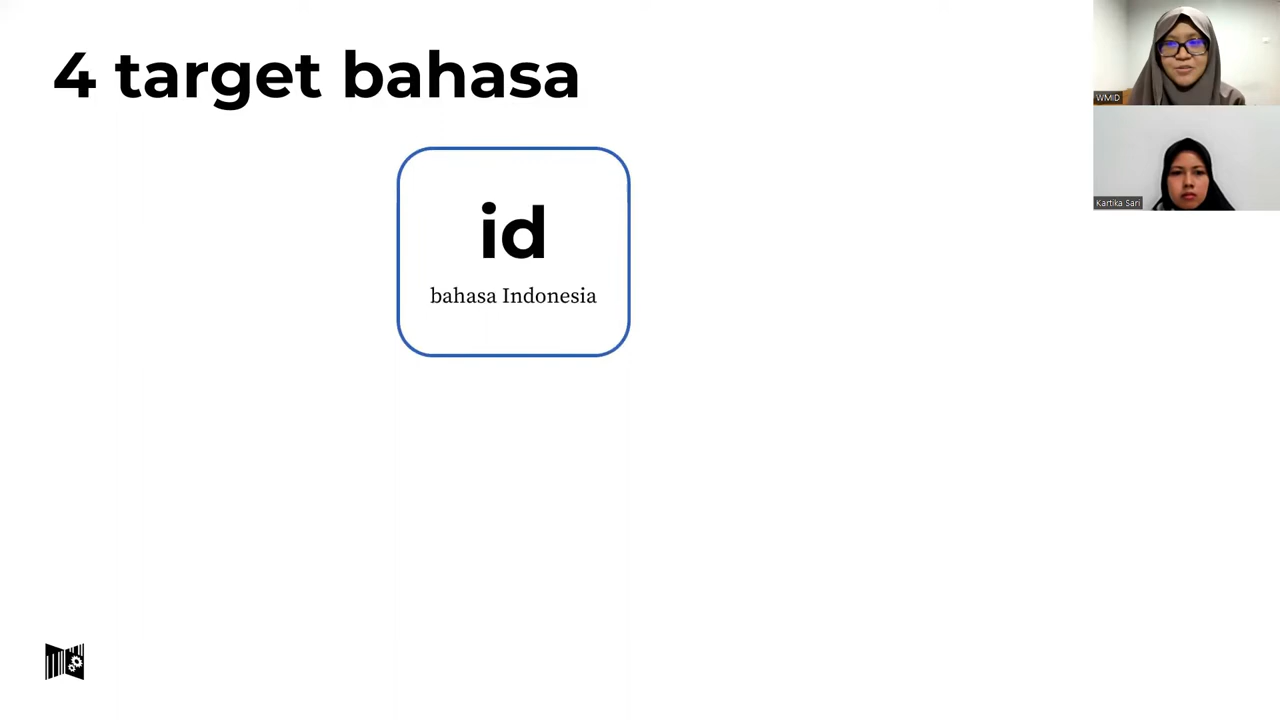 4 target bahasa
WMID
id
Kartika Sari
bahasa Indonesia